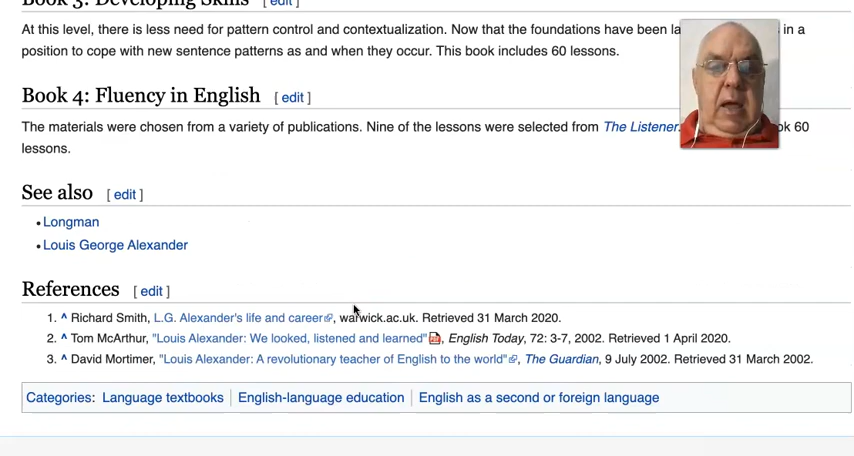 Book 3: Developing Skills [ edit ]
At this level, there is less need for pattern control and contextualization. Now that the foundations have been in a
position to cope with new sentence patterns as and when they occur. This book includes 60 lessons.
Book 4: Fluency in English [ edit ]
The materials were chosen from a variety of publications. Nine of the lessons were selected from The Listener. 60
lessons.
See also [ edit ]
• Longman
• Louis George Alexander
References [ edit ]
1. ^ Richard Smith, L.G. Alexander's life and career, warwick.ac.uk. Retrieved 31 March 2020.
2. ^ Tom McArthur, "Louis Alexander: We looked, listened and learned", English Today, 72: 3-7, 2002. Retrieved 1 April 2020.
3. ^ David Mortimer, "Louis Alexander: A revolutionary teacher of English to the world", The Guardian, 9 July 2002. Retrieved 31 March 2002.
Categories: Language textbooks | English-language education | English as a second or foreign language